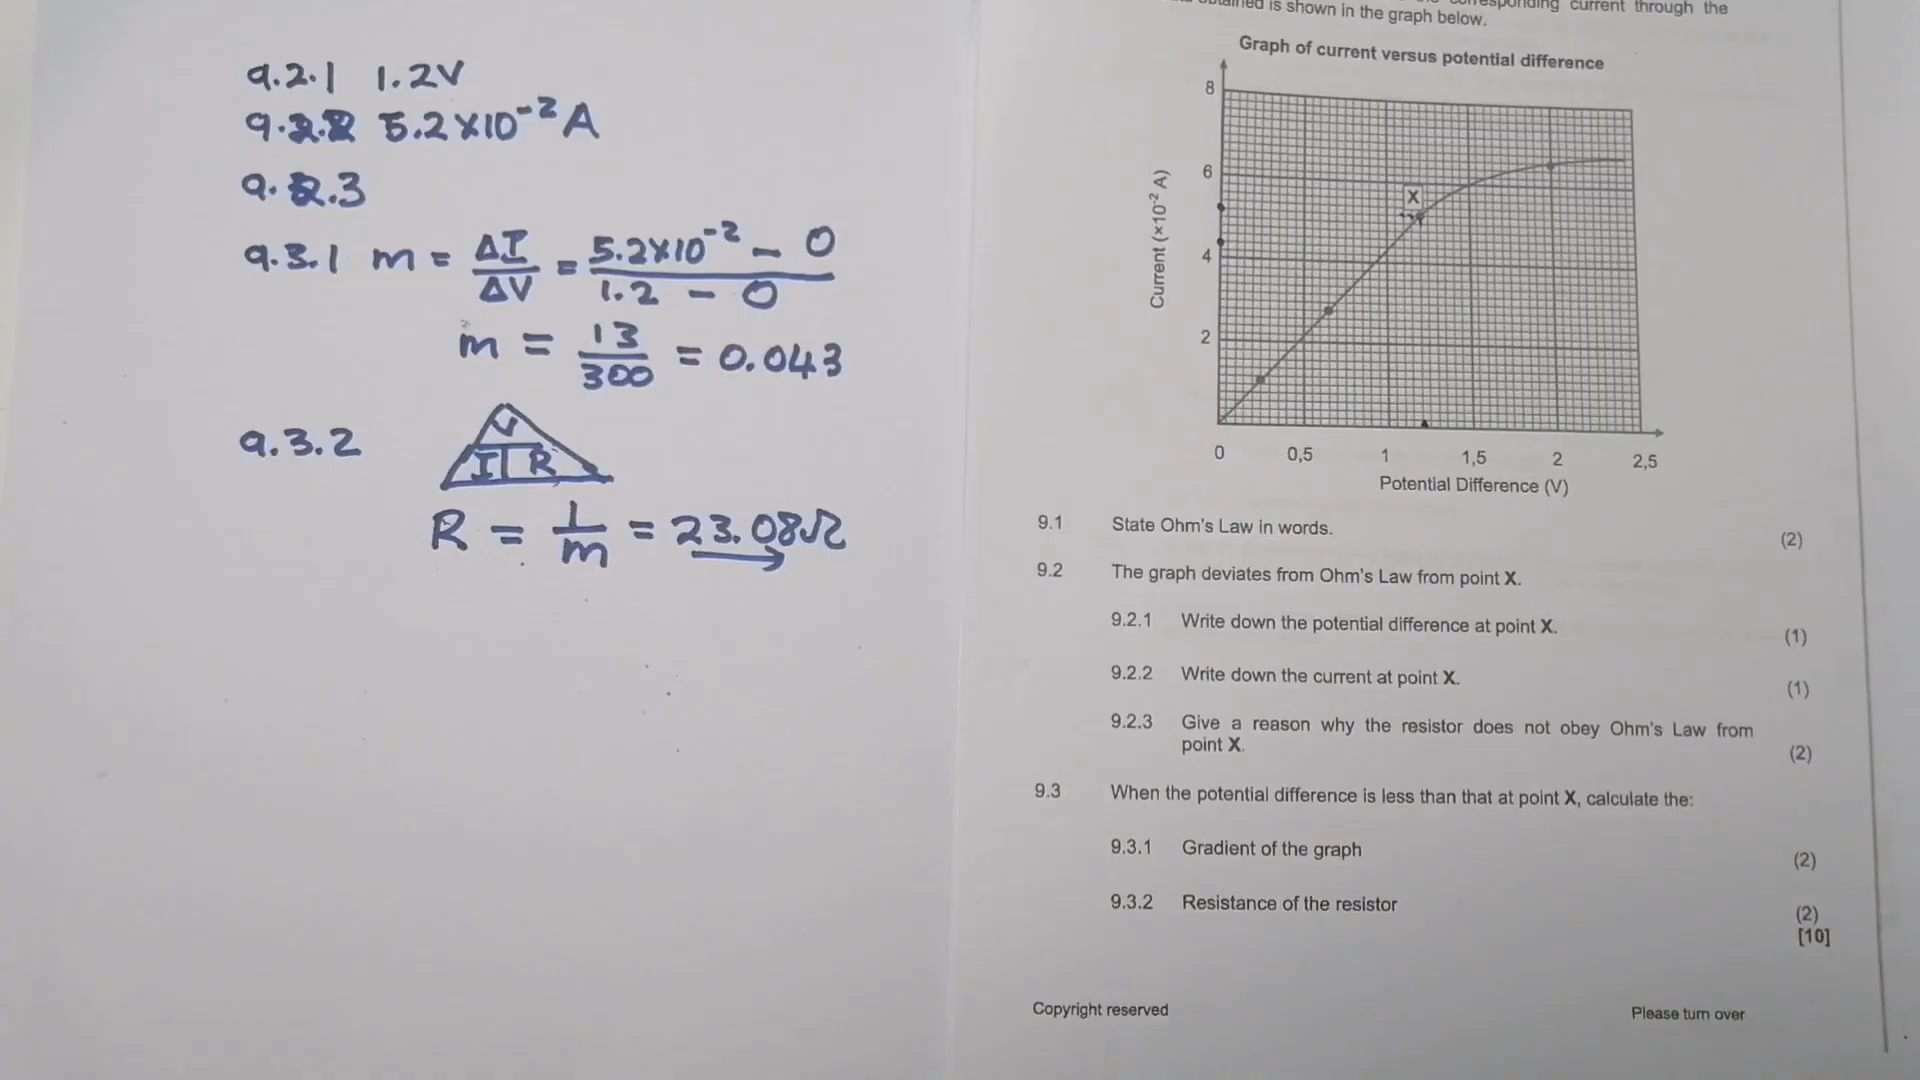 9.2.1 1.2V
9.2.2 5.2×10⁻² A
9.2.3
9.3.1 m = ΔI/ΔV = (5.2×10⁻² - 0)/(1.2 - 0)
m = 13/300 = 0.043
9.3.2
V
I R
R = 1/m = 23.08Ω
corresponding current through the
obtained is shown in the graph below.
Graph of current versus potential difference
8
6
4
2
X
Current (×10⁻² A)
0 0,5 1 1,5 2 2,5
Potential Difference (V)
9.1 State Ohm's Law in words. (2)
9.2 The graph deviates from Ohm's Law from point X.
9.2.1 Write down the potential difference at point X. (1)
9.2.2 Write down the current at point X. (1)
9.2.3 Give a reason why the resistor does not obey Ohm's Law from
point X. (2)
9.3 When the potential difference is less than that at point X, calculate the:
9.3.1 Gradient of the graph (2)
9.3.2 Resistance of the resistor (2)
[10]
Copyright reserved Please turn over